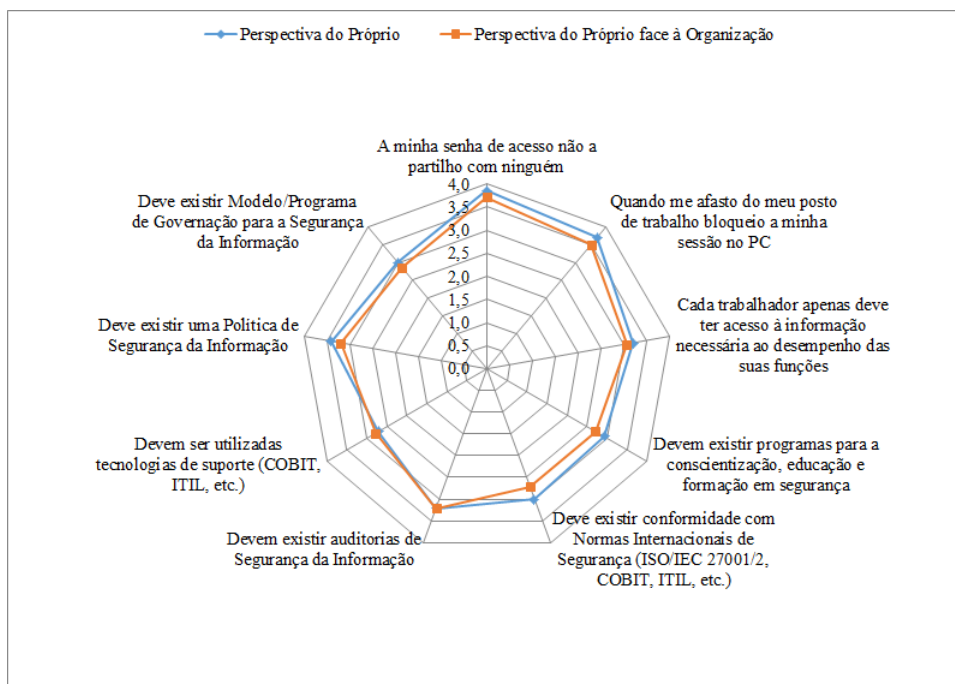 Perspectiva do Próprio
Perspectiva do Próprio face à Organização
A minha senha de acesso não a
partilho com ninguém
Quando me afasto do meu posto
de trabalho bloqueio a minha
sessão no PC
Cada trabalhador apenas deve
ter acesso à informação
necessária ao desempenho das
suas funções
Devem existir programas para a
conscientização, educação e
formação em segurança
Deve existir conformidade com
Normas Internacionais de
Segurança (ISO/IEC 27001/2,
COBIT, ITIL, etc.)
Devem existir auditorias de
Segurança da Informação
Devem ser utilizadas
tecnologias de suporte (COBIT,
ITIL, etc.)
Deve existir uma Politica de
Segurança da Informação
Deve existir Modelo/Programa
de Governação para a Segurança
da Informação
4,0
3,5
3,0
2,5
2,0
1,5
1,0
0,5
0,0